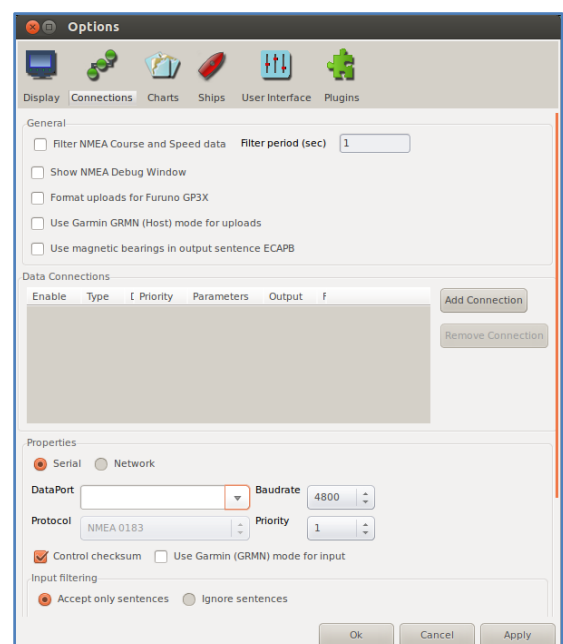 Options
Display Connections Charts Ships User Interface Plugins
General
Filter NMEA Course and Speed data Filter period (sec) 1
Show NMEA Debug Window
Format uploads for Furuno GP3X
Use Garmin GRMN (Host) mode for uploads
Use magnetic bearings in output sentence ECAPB
Data Connections
Enable Type Priority Parameters Output F
Add Connection
Remove Connection
Properties
Serial Network
DataPort Baudrate 4800
Protocol NMEA 0183 Priority 1
Control checksum Use Garmin (GRMN) mode for input
Input filtering
Accept only sentences Ignore sentences
Ok Cancel Apply